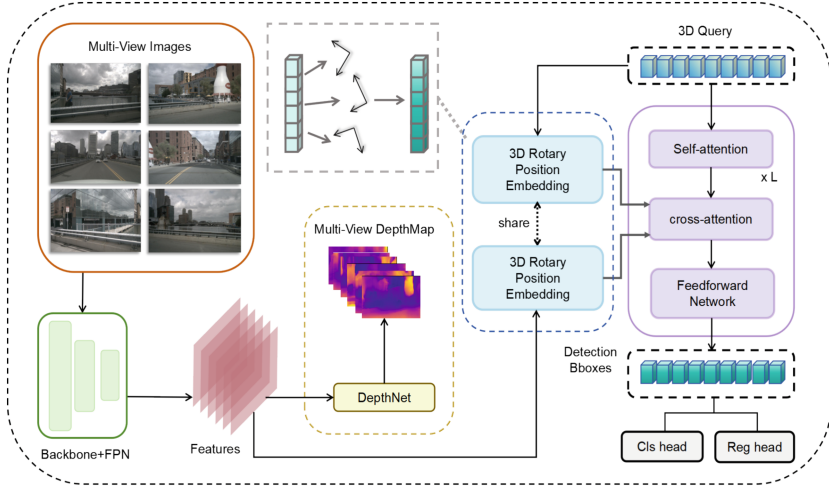 Multi-View Images
3D Query
3D Rotary
Position
Embedding
Self-attention
x L
share
cross-attention
Multi-View DepthMap
3D Rotary
Position
Embedding
Feedforward
Network
Detection
Bboxes
DepthNet
Backbone+FPN
Features
Cls head
Reg head